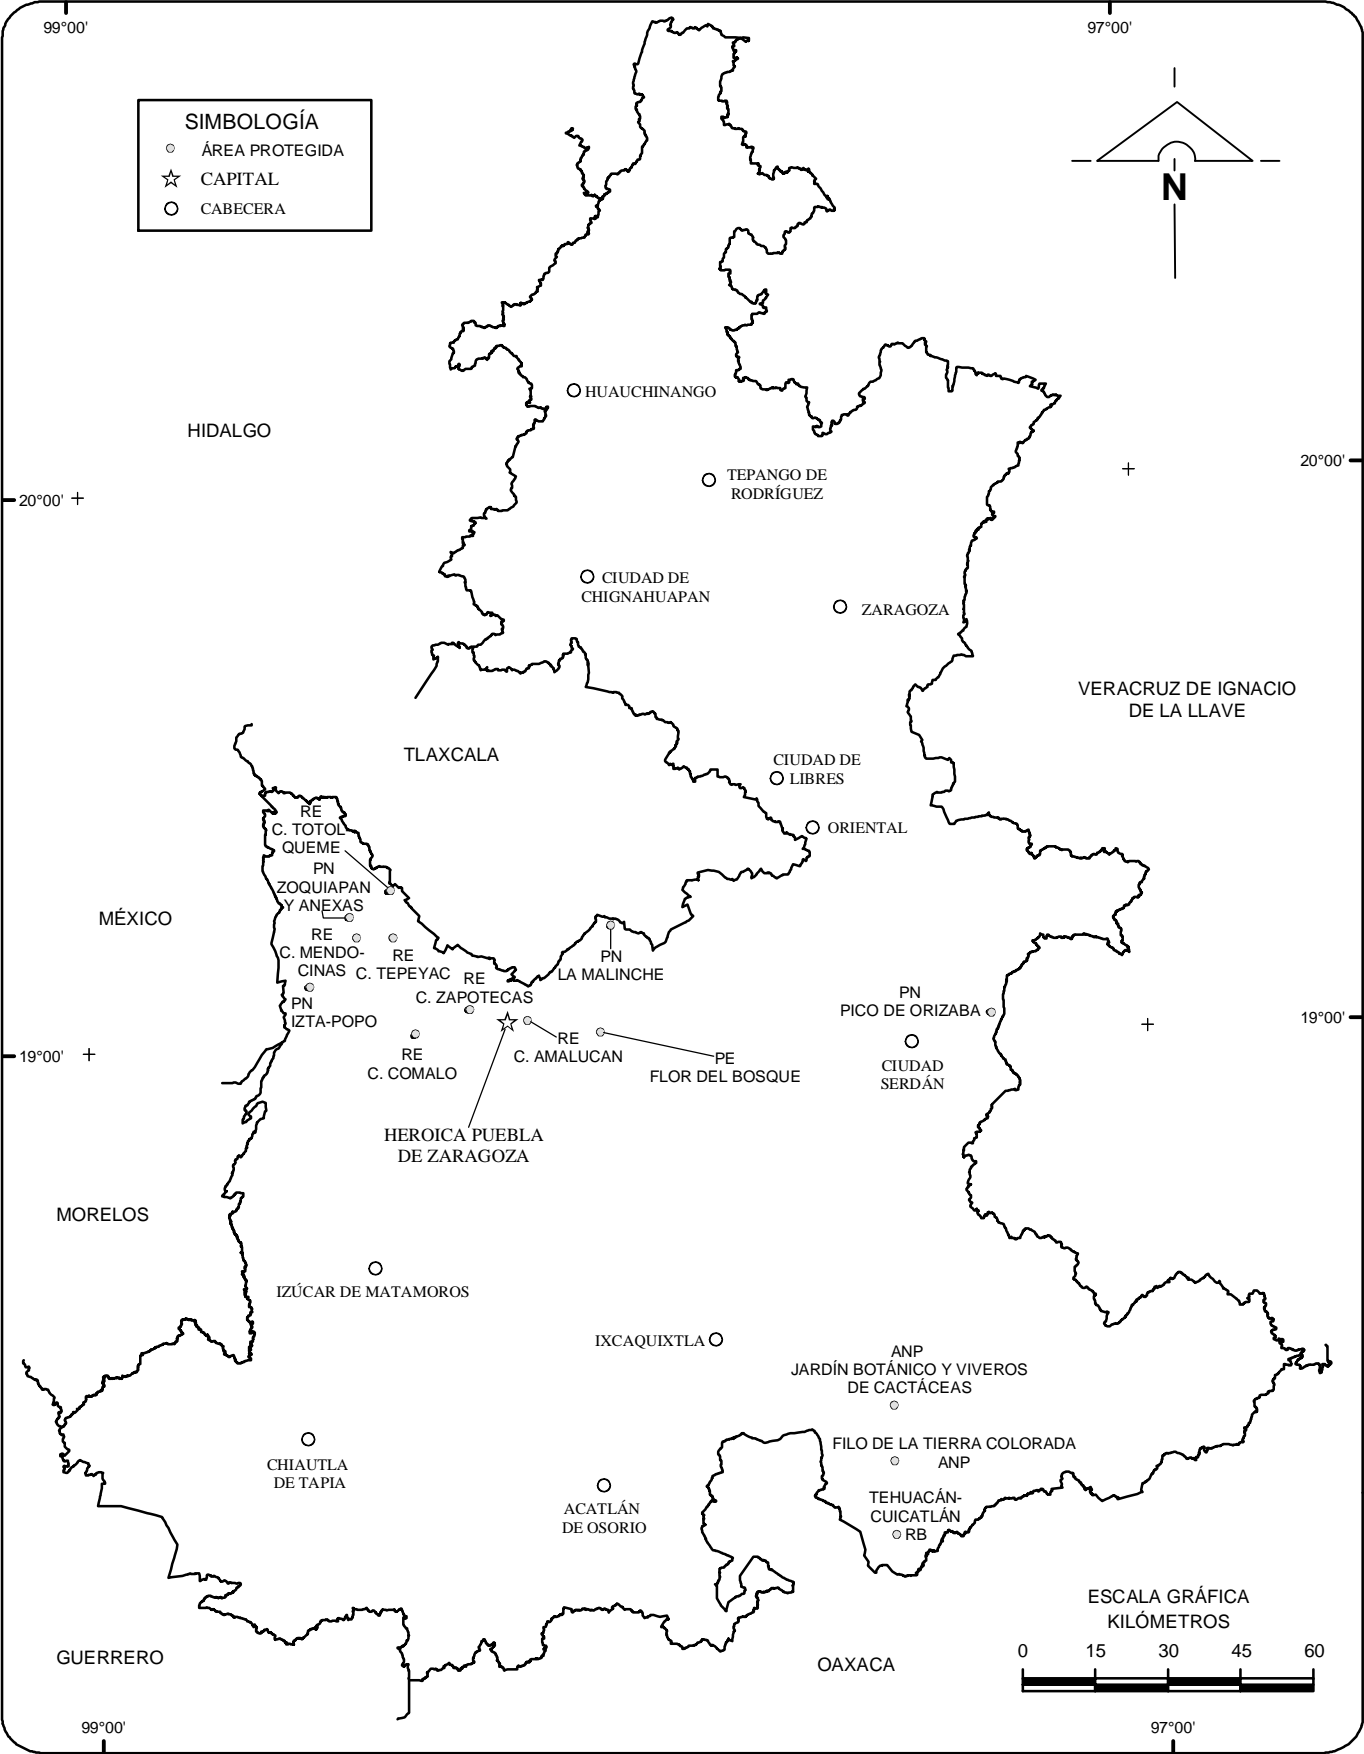 99°00'
97°00'
SIMBOLOGÍA
ÁREA PROTEGIDA
CAPITAL
CABECERA
N
HUAUCHINANGO
HIDALGO
20°00'
TEPANGO DE
RODRÍGUEZ
20°00'
CIUDAD DE
CHIGNAHUAPAN
ZARAGOZA
VERACRUZ DE IGNACIO
DE LA LLAVE
TLAXCALA
CIUDAD DE
LIBRES
ORIENTAL
RE
C. TOTOL
QUEME
PN
ZOQUIAPAN
Y ANEXAS
MÉXICO
RE
C. MENDO-
CINAS
RE
C. TEPEYAC
PN
LA MALINCHE
RE
C. ZAPOTECAS
PN
IZTA-POPO
PN
PICO DE ORIZABA
19°00'
19°00'
RE
C. COMALO
RE
C. AMALUCAN
PE
FLOR DEL BOSQUE
CIUDAD
SERDÁN
HEROICA PUEBLA
DE ZARAGOZA
MORELOS
IZÚCAR DE MATAMOROS
IXCAQUIXTLA
ANP
JARDÍN BOTÁNICO Y VIVEROS
DE CACTÁCEAS
FILO DE LA TIERRA COLORADA
ANP
CHIAUTLA
DE TAPIA
TEHUACÁN-
CUICATLÁN
RB
ACATLÁN
DE OSORIO
ESCALA GRÁFICA
KILÓMETROS
0 15 30 45 60
GUERRERO
OAXACA
99°00'
97°00'